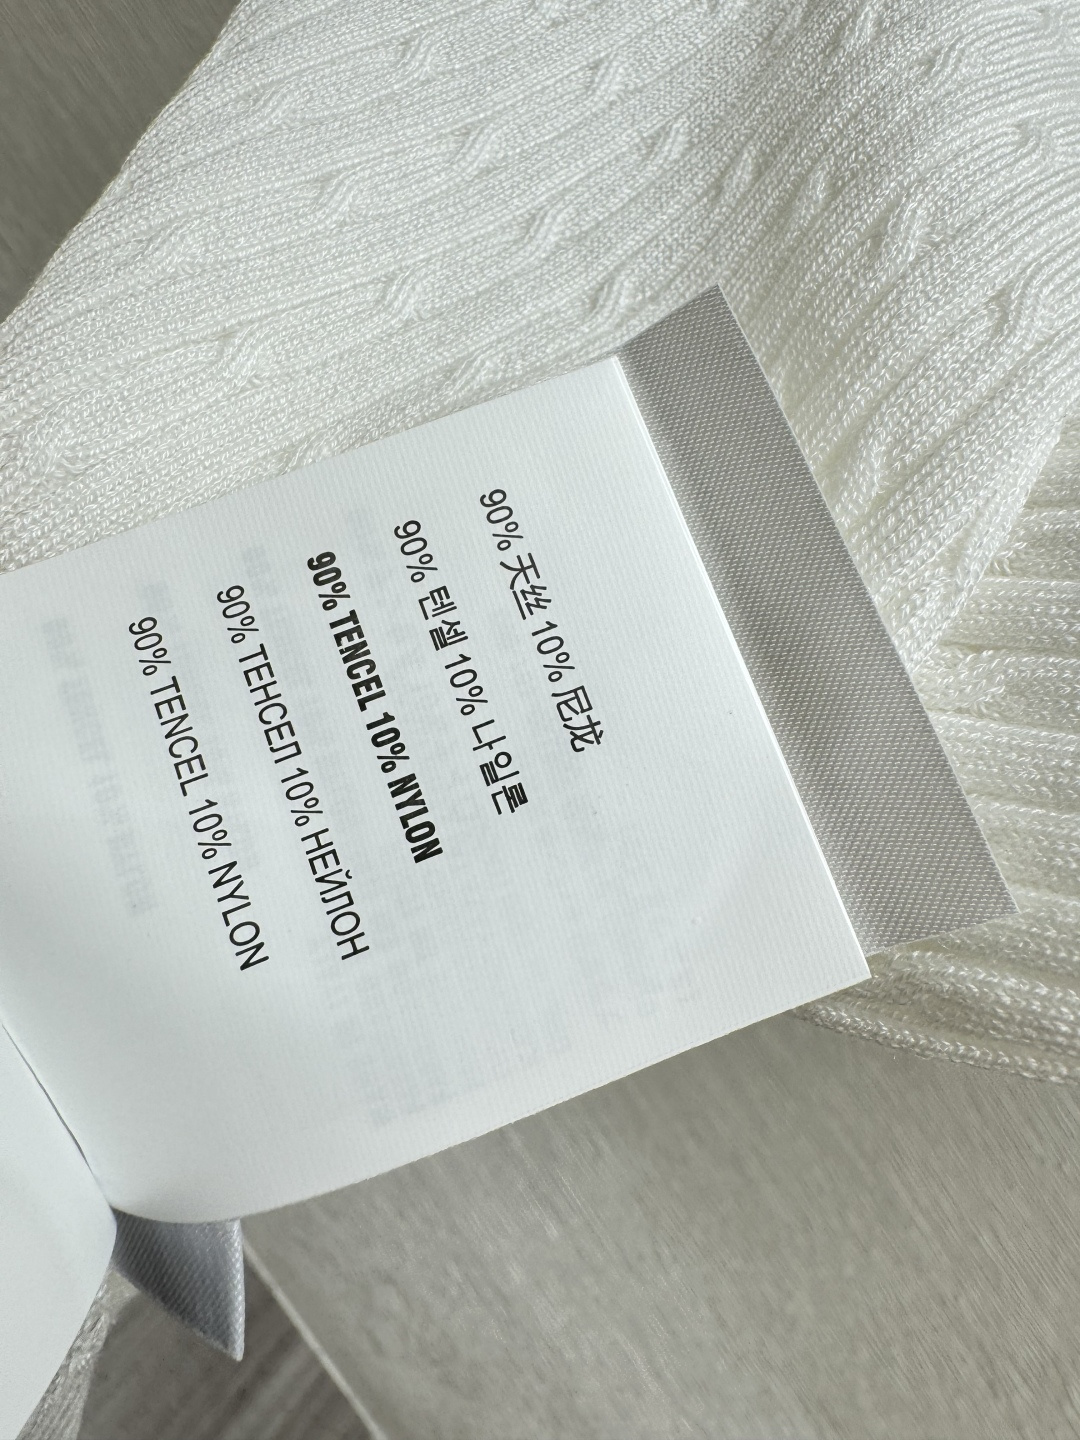 90% 天丝 10% 尼龙
90% 텐셀 10% 나일론
90% TENCEL 10% NYLON
90% ТЕНСЕЛ 10% НЕЙЛОН
90% TENCEL 10% NYLON